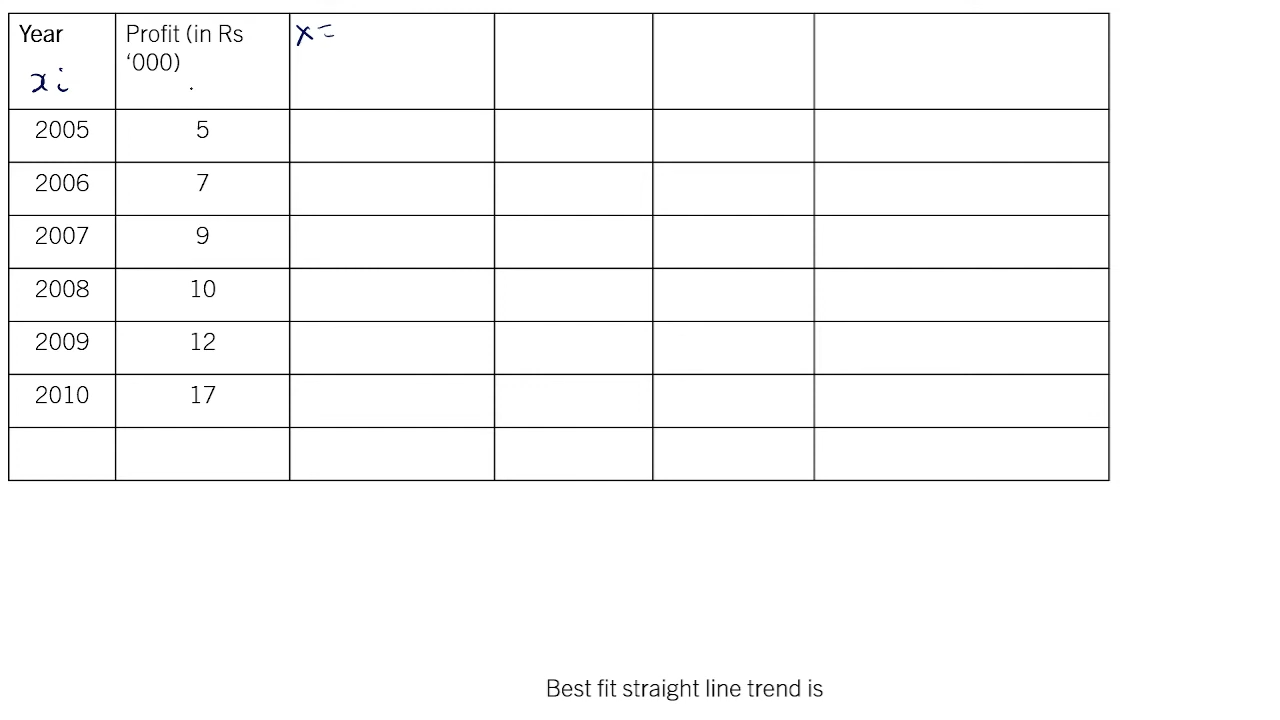 Year Profit (in Rs x=
‘000)
xi
2005 5
2006 7
2007 9
2008 10
2009 12
2010 17
Best fit straight line trend is